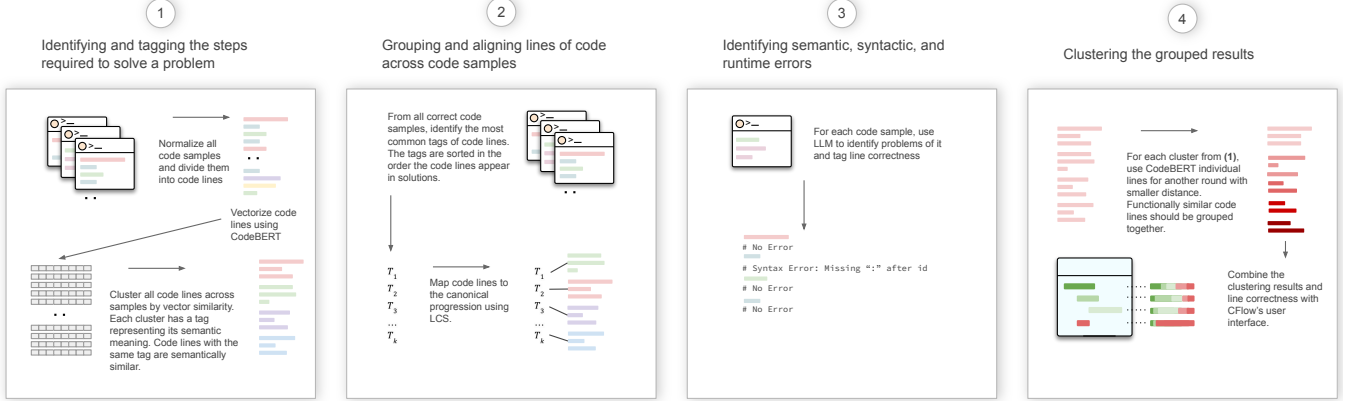 1
Identifying and tagging the steps
required to solve a problem
>_
>_
>_
Normalize all
code samples
and divide them
into code lines
Vectorize code
lines using
CodeBERT
Cluster all code lines across
samples by vector similarity.
Each cluster has a tag
representing its semantic
meaning. Code lines with the
same tag are semantically
similar.
2
Grouping and aligning lines of code
across code samples
From all correct code
samples, identify the most
common tags of code lines.
The tags are sorted in the
order the code lines appear
in solutions.
>_
>_
>_
T1
T2
T3
...
Tk
Map code lines to
the canonical
progression using
LCS.
T1
T2
T3
...
Tk
3
Identifying semantic, syntactic, and
runtime errors
>_
For each code sample, use
LLM to identify problems of it
and tag line correctness
# No Error
# Syntax Error: Missing “:” after id
# No Error
# No Error
4
Clustering the grouped results
For each cluster from (1),
use CodeBERT individual
lines for another round with
smaller distance.
Functionally similar code
lines should be grouped
together.
Combine the
clustering results and
line correctness with
CFlow's user
interface.